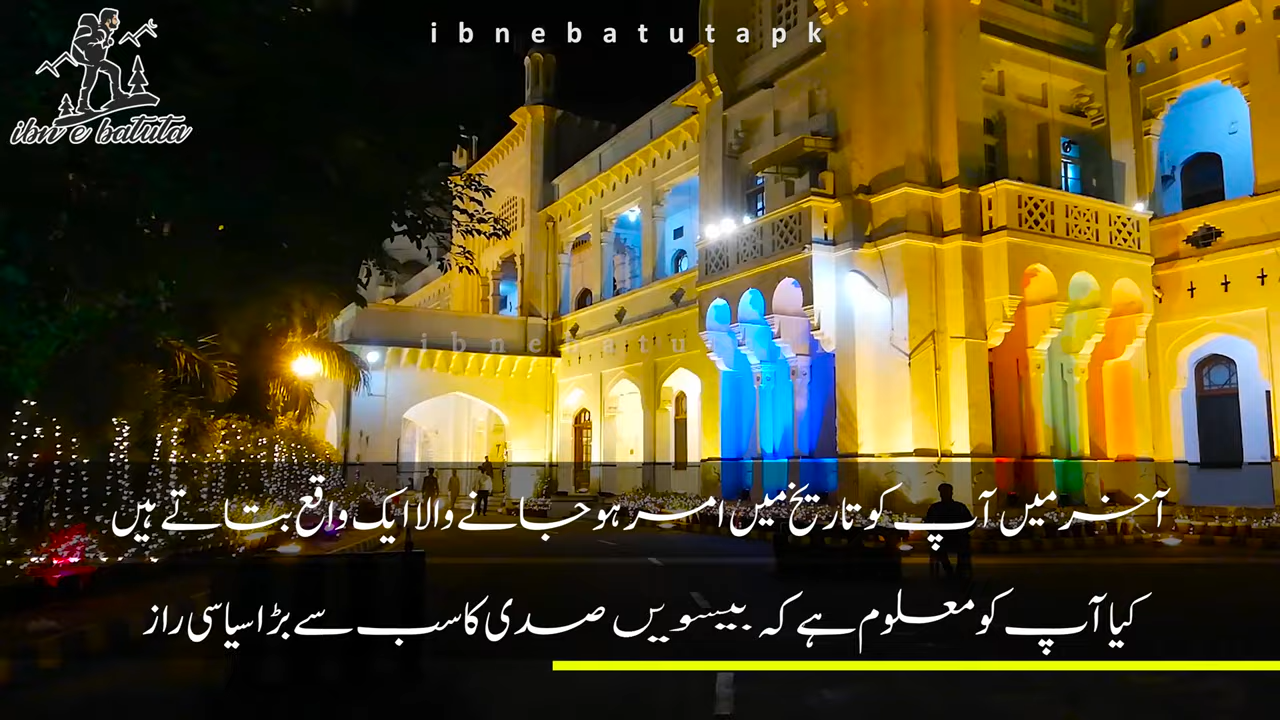 ibnebatutapk
ibn e batuta
ibnebatu
آخر میں آپ کو تاریخ میں امر ہو جانے والا ایک واقع بتاتے ہیں
کیا آپ کو معلوم ہے کہ بیسویں صدی کا سب سے بڑا سیاسی راز